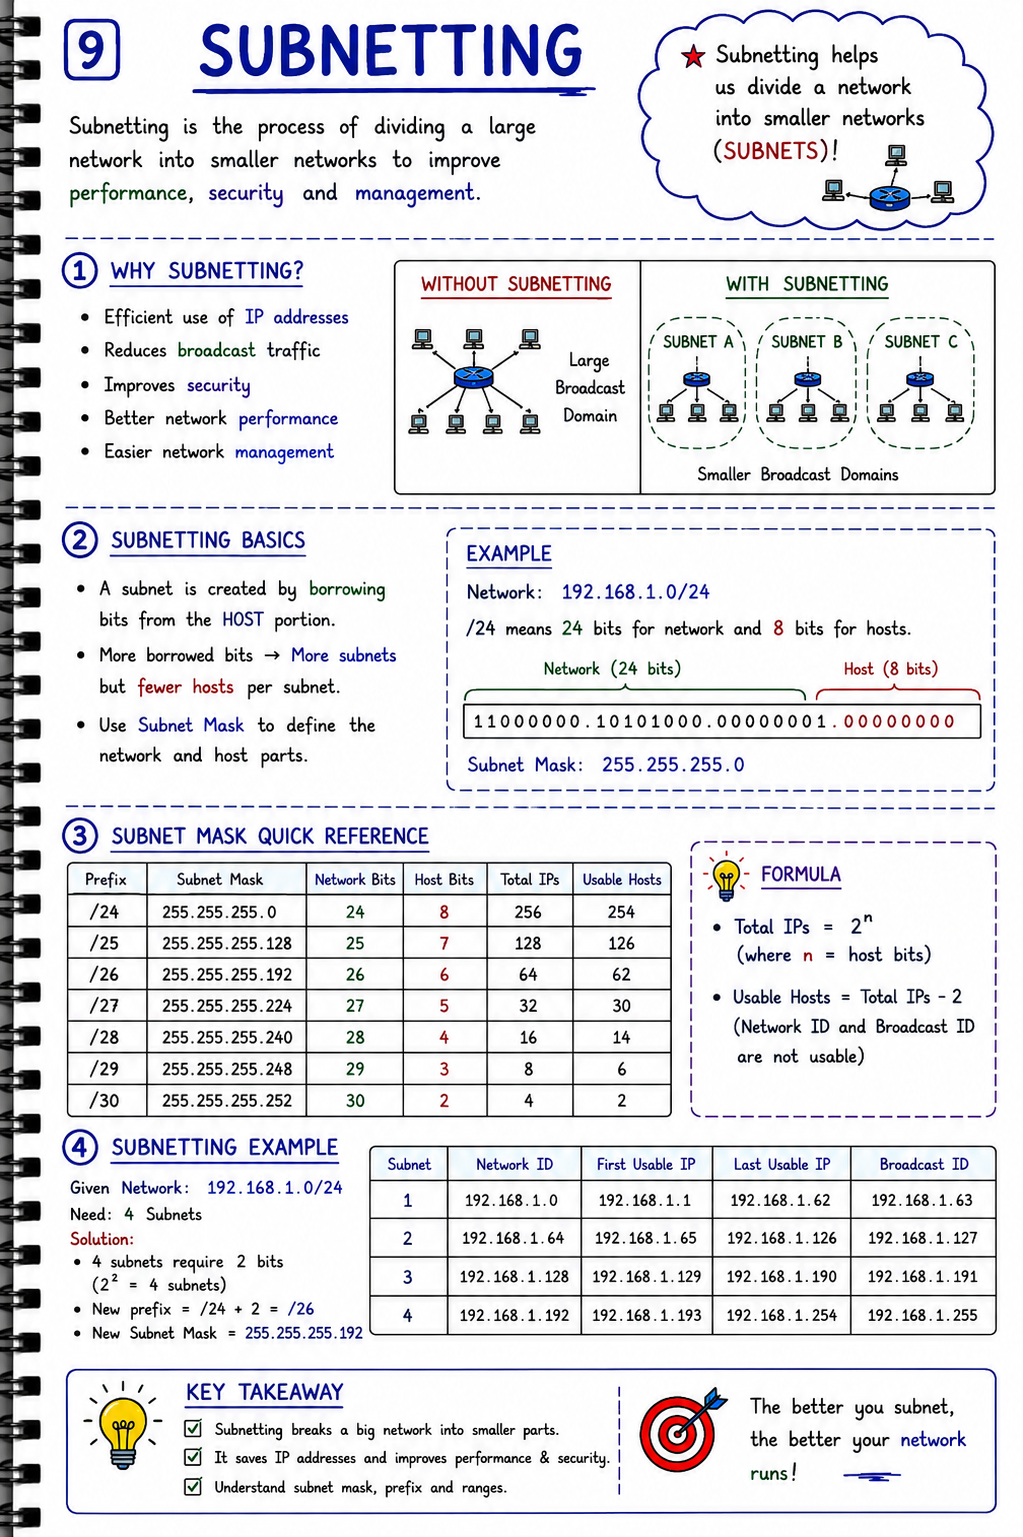 9
SUBNETTING
Subnetting is the process of dividing a large
network into smaller networks to improve
performance, security and management.
★ Subnetting helps
us divide a network
into smaller networks
(SUBNETS)!
1 WHY SUBNETTING?
• Efficient use of IP addresses
• Reduces broadcast traffic
• Improves security
• Better network performance
• Easier network management
WITHOUT SUBNETTING
Large
Broadcast
Domain
WITH SUBNETTING
SUBNET A SUBNET B SUBNET C
Smaller Broadcast Domains
2 SUBNETTING BASICS
• A subnet is created by borrowing
bits from the HOST portion.
• More borrowed bits → More subnets
but fewer hosts per subnet.
• Use Subnet Mask to define the
network and host parts.
EXAMPLE
Network: 192.168.1.0/24
/24 means 24 bits for network and 8 bits for hosts.
Network (24 bits) Host (8 bits)
11000000.10101000.00000001.00000000
Subnet Mask: 255.255.255.0
3 SUBNET MASK QUICK REFERENCE
Prefix Subnet Mask Network Bits Host Bits Total IPs Usable Hosts
/24 255.255.255.0 24 8 256 254
/25 255.255.255.128 25 7 128 126
/26 255.255.255.192 26 6 64 62
/27 255.255.255.224 27 5 32 30
/28 255.255.255.240 28 4 16 14
/29 255.255.255.248 29 3 8 6
/30 255.255.255.252 30 2 4 2
FORMULA
• Total IPs = 2ⁿ
(where n = host bits)
• Usable Hosts = Total IPs - 2
(Network ID and Broadcast ID
are not usable)
4 SUBNETTING EXAMPLE
Given Network: 192.168.1.0/24
Need: 4 Subnets
Solution:
• 4 subnets require 2 bits
(2² = 4 subnets)
• New prefix = /24 + 2 = /26
• New Subnet Mask = 255.255.255.192
Subnet Network ID First Usable IP Last Usable IP Broadcast ID
1 192.168.1.0 192.168.1.1 192.168.1.62 192.168.1.63
2 192.168.1.64 192.168.1.65 192.168.1.126 192.168.1.127
3 192.168.1.128 192.168.1.129 192.168.1.190 192.168.1.191
4 192.168.1.192 192.168.1.193 192.168.1.254 192.168.1.255
KEY TAKEAWAY
☑ Subnetting breaks a big network into smaller parts.
☑ It saves IP addresses and improves performance & security.
☑ Understand subnet mask, prefix and ranges.
The better you subnet,
the better your network
runs!